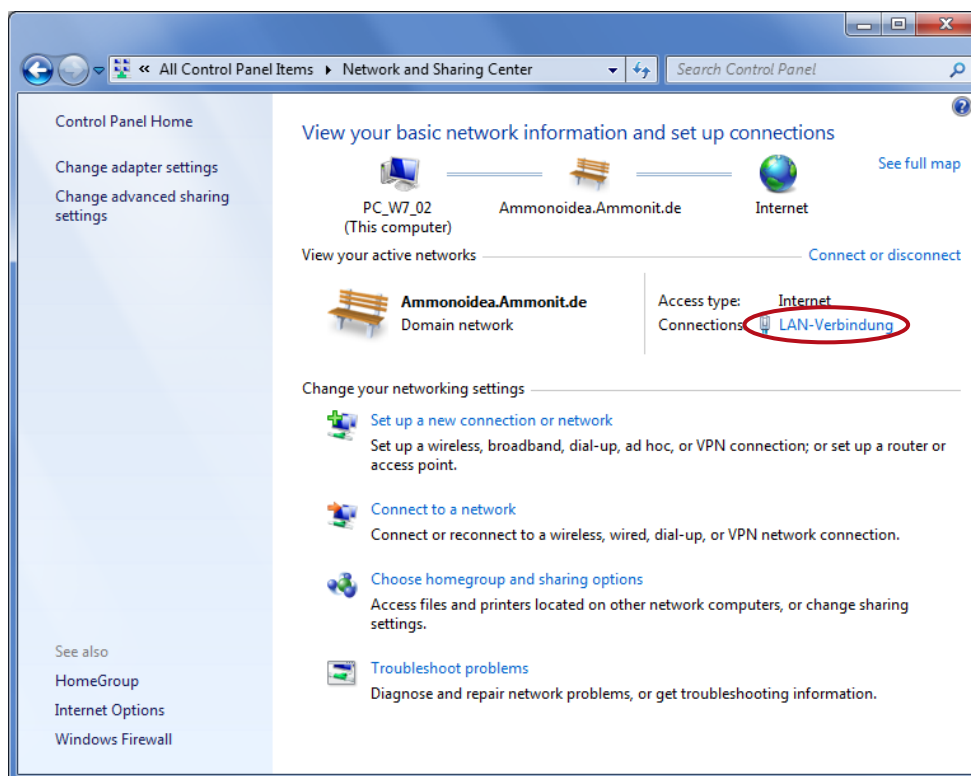 « All Control Panel Items ▸ Network and Sharing Center
Search Control Panel
Control Panel Home
Change adapter settings
Change advanced sharing
settings
See also
HomeGroup
Internet Options
Windows Firewall
View your basic network information and set up connections
See full map
PC_W7_02
(This computer)
Ammonoidea.Ammonit.de
Internet
View your active networks
Connect or disconnect
Ammonoidea.Ammonit.de
Domain network
Access type: Internet
Connections: LAN-Verbindung
Change your networking settings
Set up a new connection or network
Set up a wireless, broadband, dial-up, ad hoc, or VPN connection; or set up a router or
access point.
Connect to a network
Connect or reconnect to a wireless, wired, dial-up, or VPN network connection.
Choose homegroup and sharing options
Access files and printers located on other network computers, or change sharing
settings.
Troubleshoot problems
Diagnose and repair network problems, or get troubleshooting information.